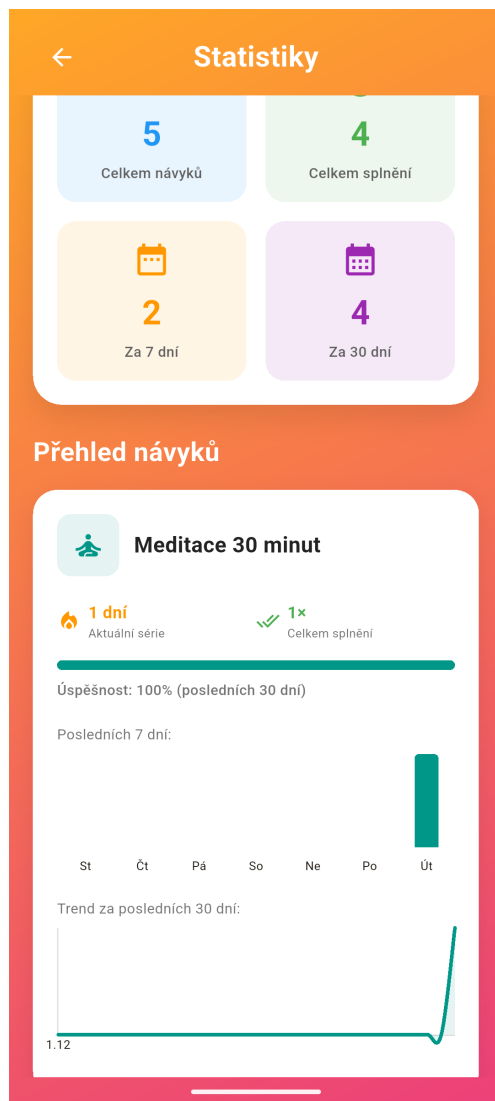 Statistiky
5
4
Celkem návyků
Celkem splnění
2
4
Za 7 dní
Za 30 dní
Přehled návyků
Meditace 30 minut
1 dní
Aktuální série
1×
Celkem splnění
Úspěšnost: 100% (posledních 30 dní)
Posledních 7 dní:
St Čt Pá So Ne Po Út
Trend za posledních 30 dní:
1.12